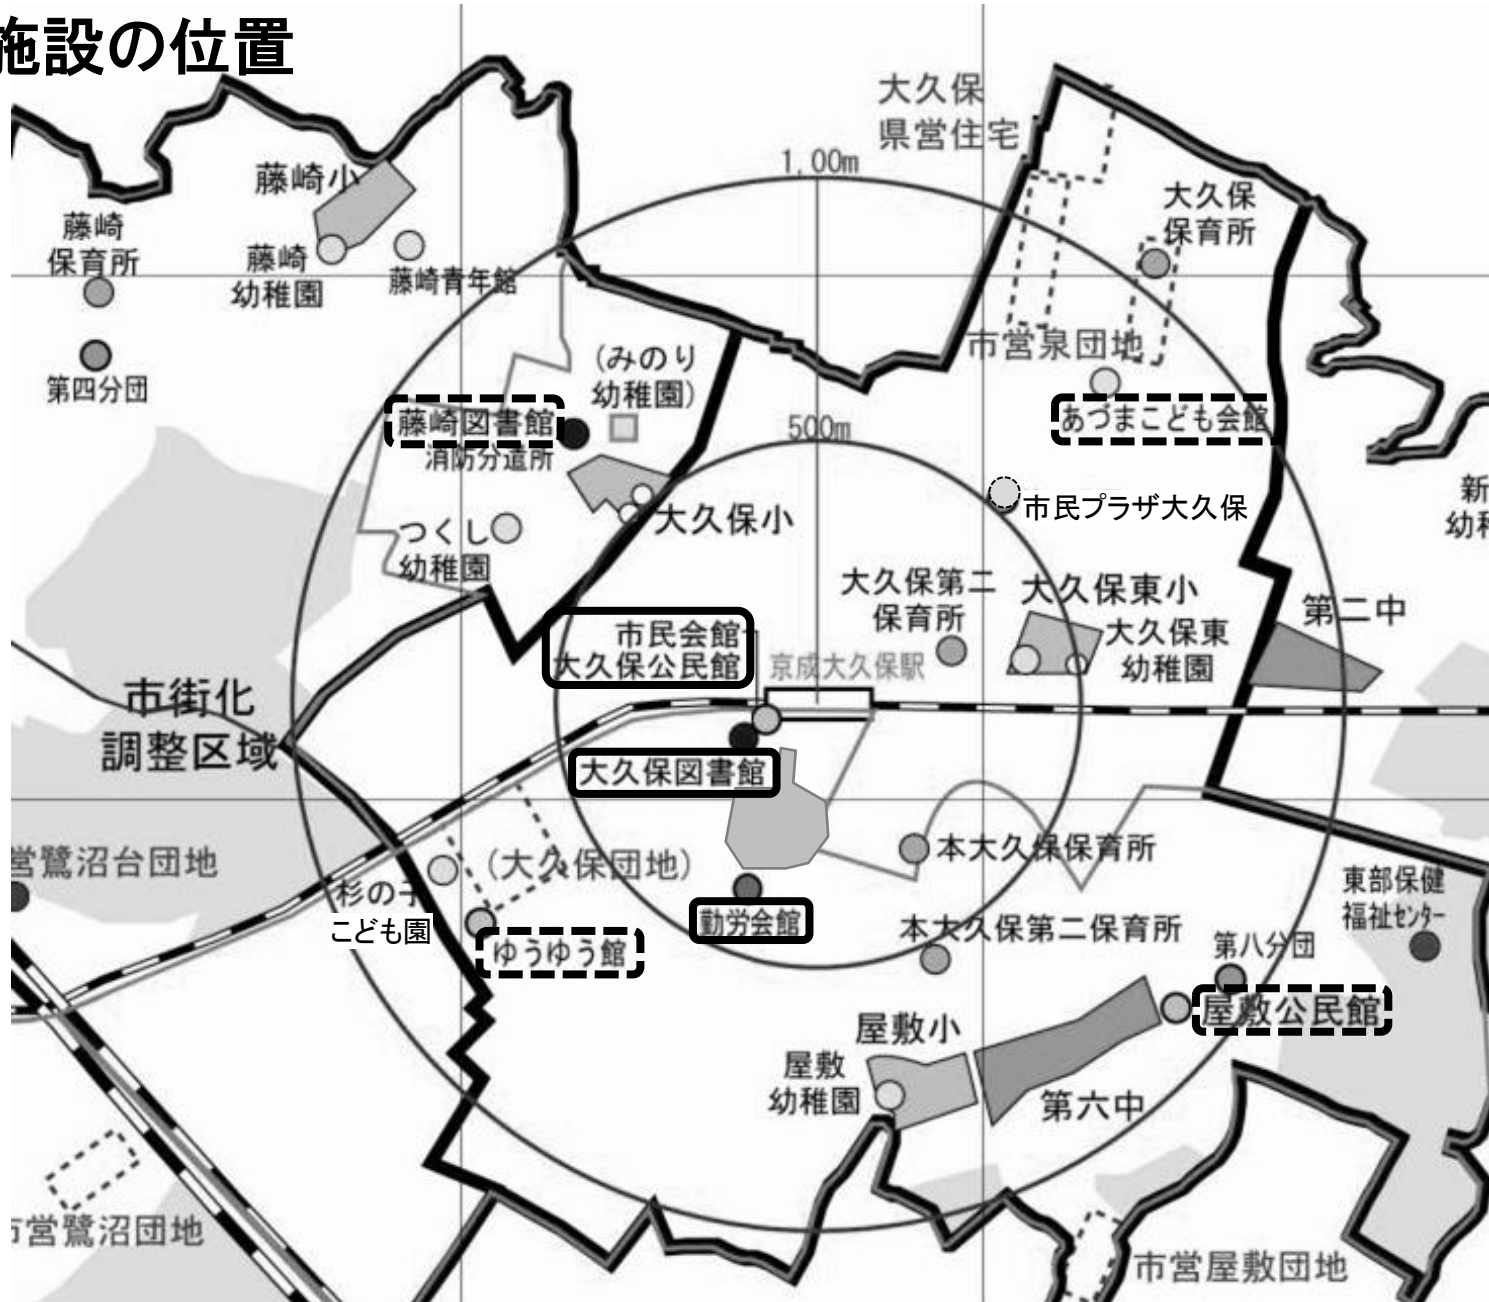 施設の位置
大久保
県営住宅
1,00m
藤崎小
大久保
保育所
藤崎
保育所
藤崎
幼稚園
藤崎青年館
市営泉団地
(みのり
幼稚園)
第四分団
藤崎図書館
あづまこども会館
500m
消防分遣所
新
幼稚
市民プラザ大久保
大久保小
つくし
幼稚園
大久保第二
保育所
大久保東小
第二中
市民会館
大久保公民館
京成大久保駅
大久保東
幼稚園
市街化
調整区域
大久保図書館
営鷺沼台団地
(大久保団地)
本大久保保育所
杉の子
こども園
東部保健
福祉センター
勤労会館
本大久保第二保育所
第八分団
ゆうゆう館
屋敷公民館
屋敷小
屋敷
幼稚園
第六中
市営鷺沼団地
市営屋敷団地